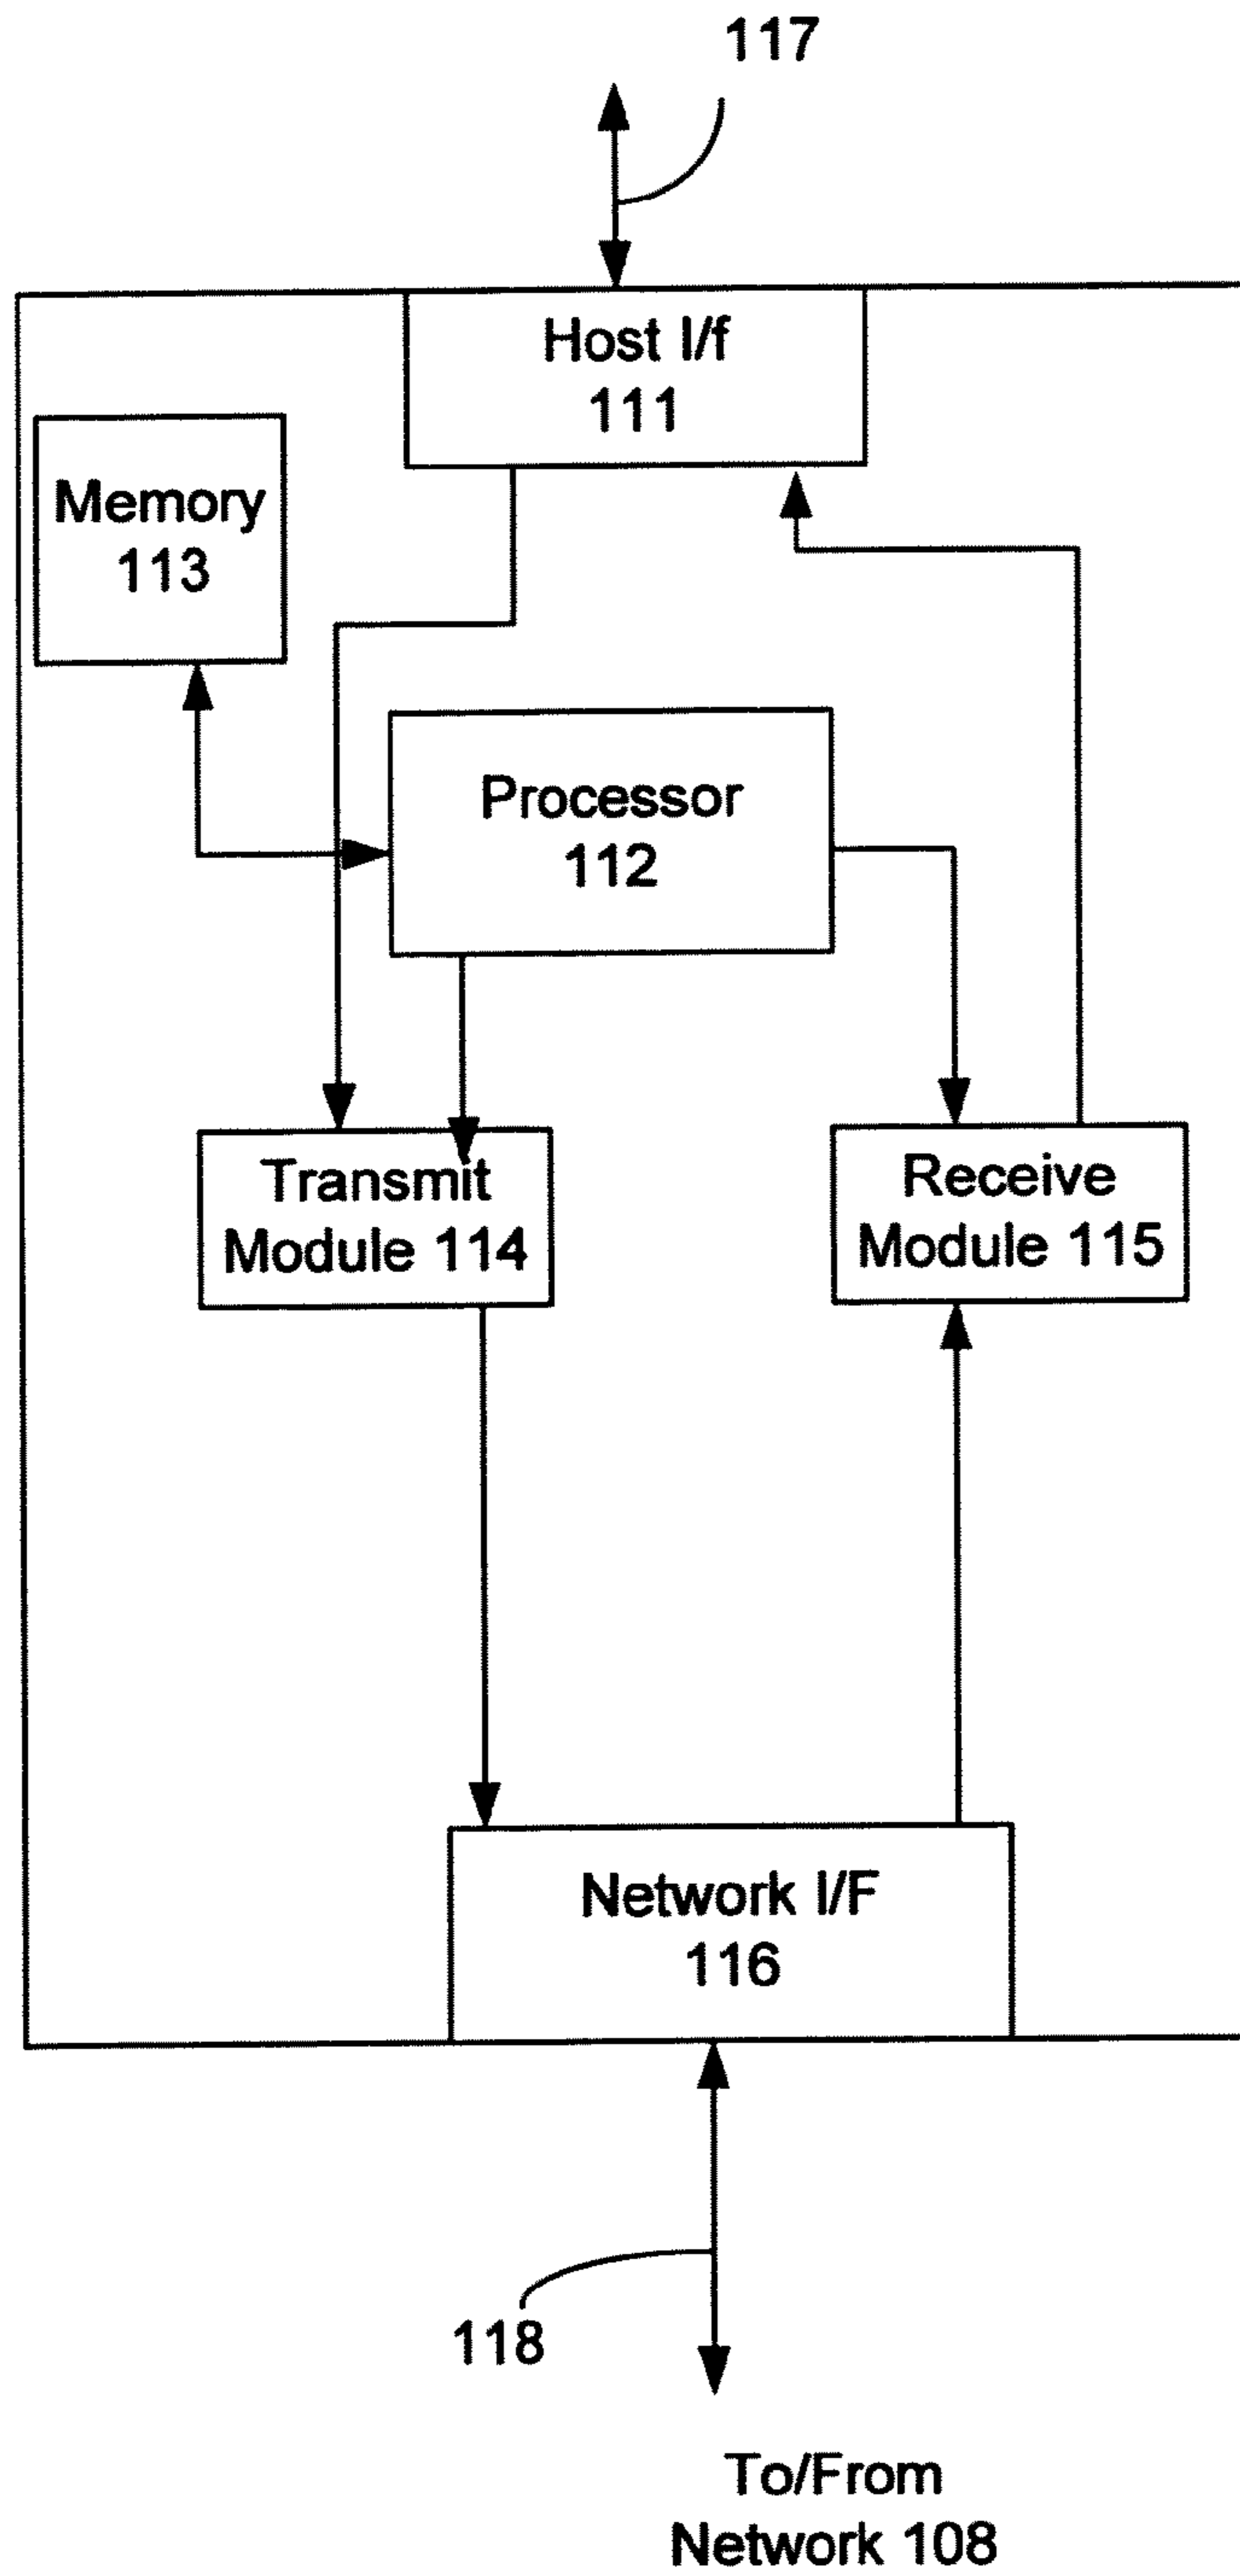 117
Host I/f
111
Memory
113
Processor
112
Transmit
Module 114
Receive
Module 115
Network I/F
116
118
To/From
Network 108